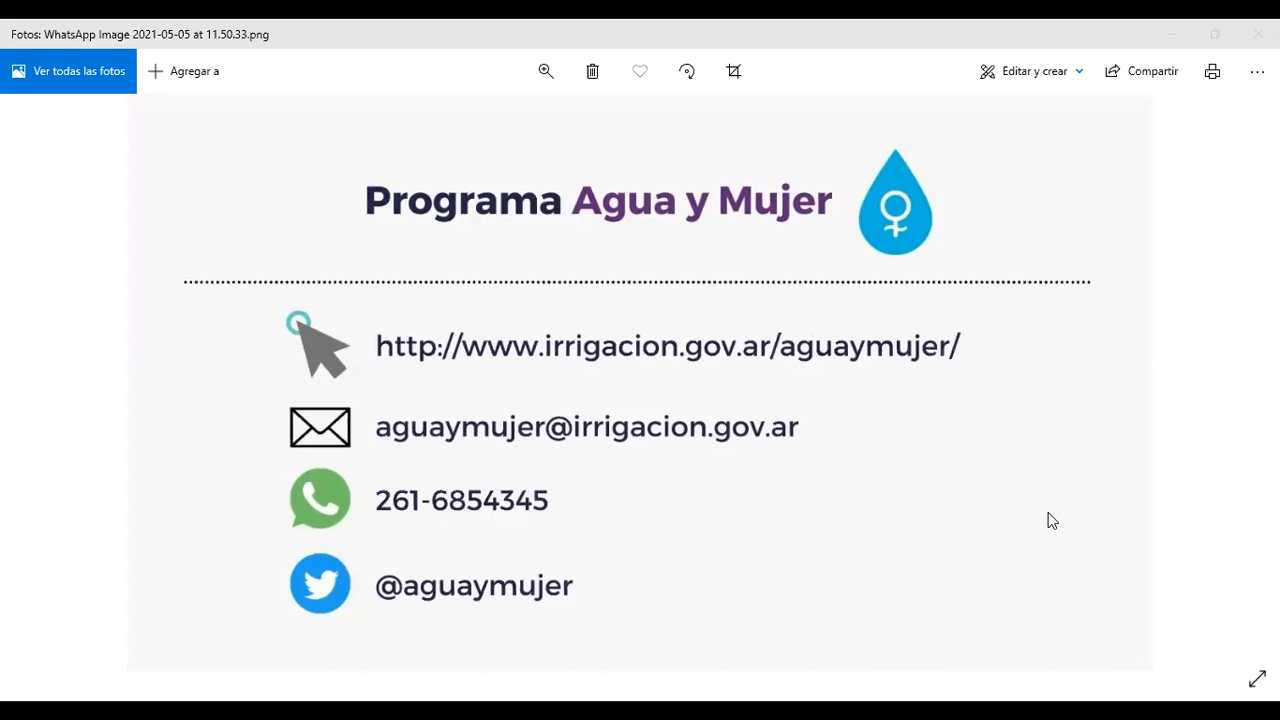 Fotos: WhatsApp Image 2021-05-05 at 11.50.33.png
Ver todas las fotos
Agregar a
Editar y crear
Compartir
Programa Agua y Mujer
http://www.irrigacion.gov.ar/aguaymujer/
aguaymujer@irrigacion.gov.ar
261-6854345
@aguaymujer